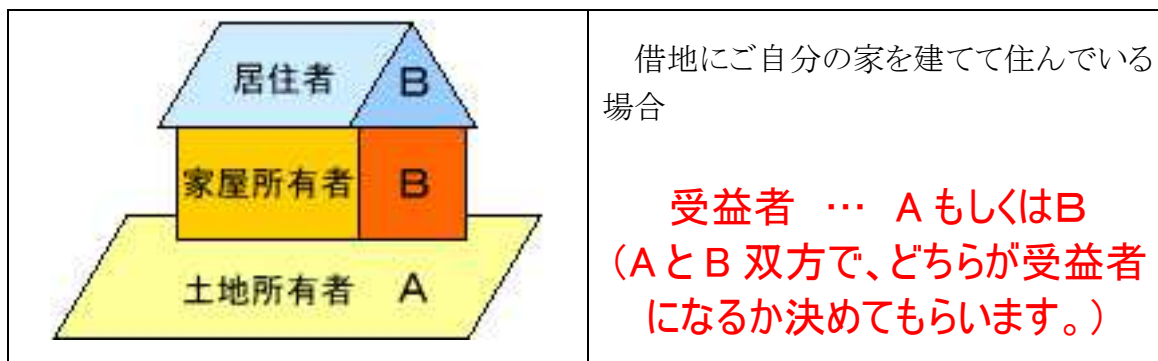 居住者 B
家屋所有者 B
土地所有者 A
借地にご自分の家を建てて住んでいる
場合
受益者 … AもしくはB
(AとB 双方で、どちらが受益者
になるか決めてもらいます。)